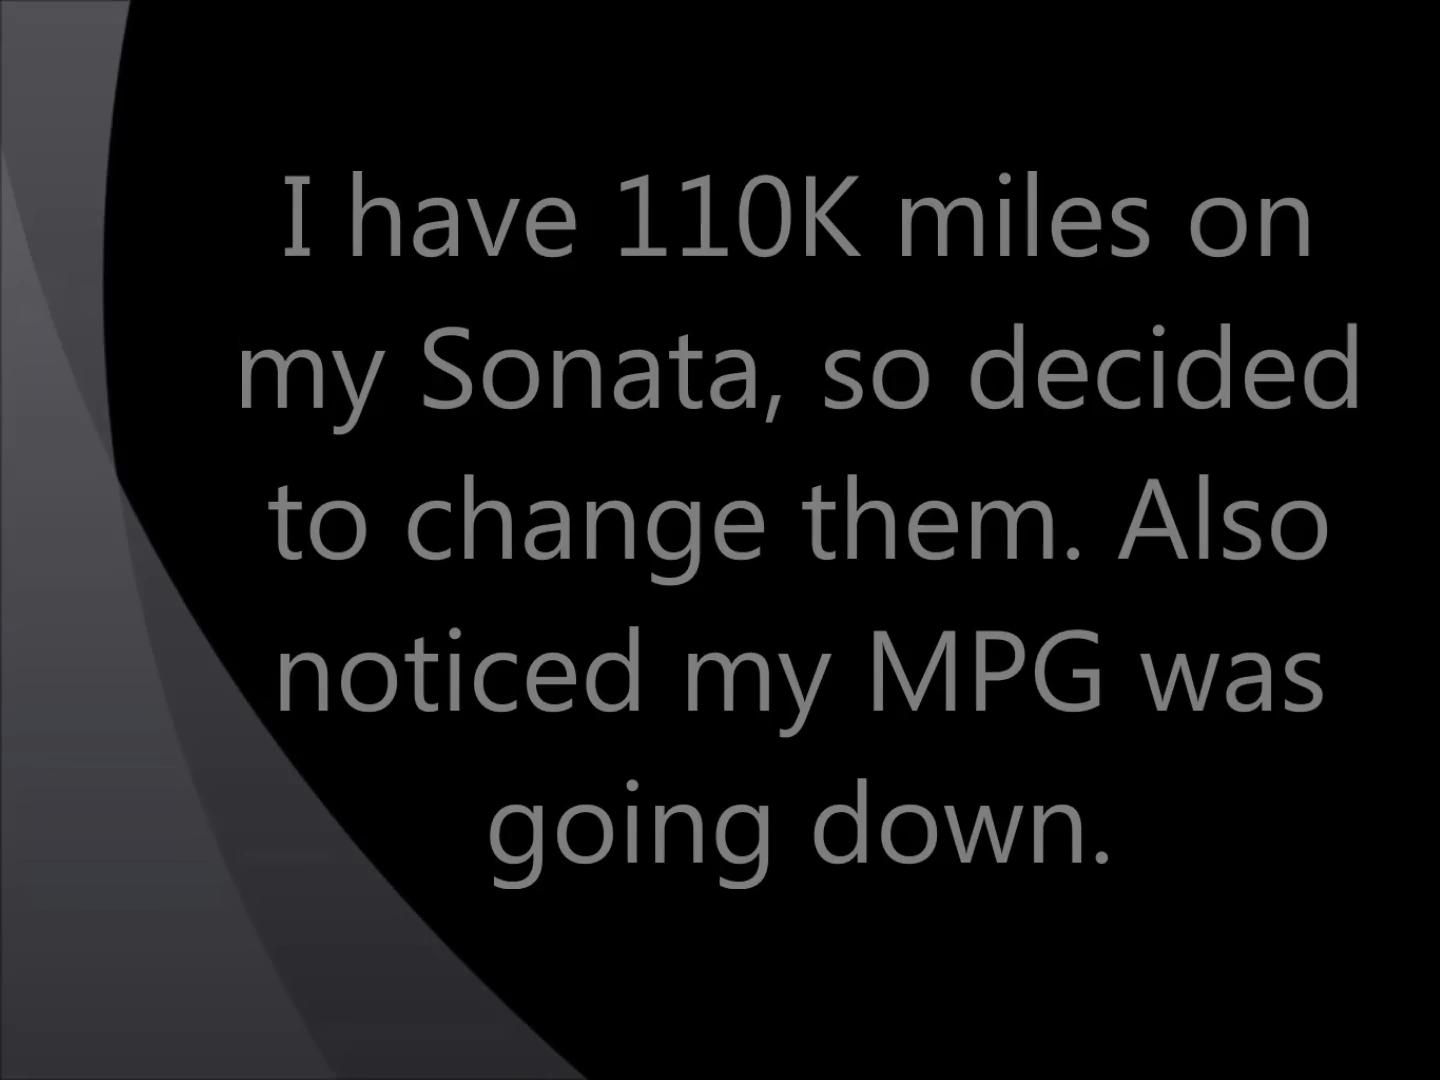 I have 110K miles on
my Sonata, so decided
to change them. Also
noticed my MPG was
going down.